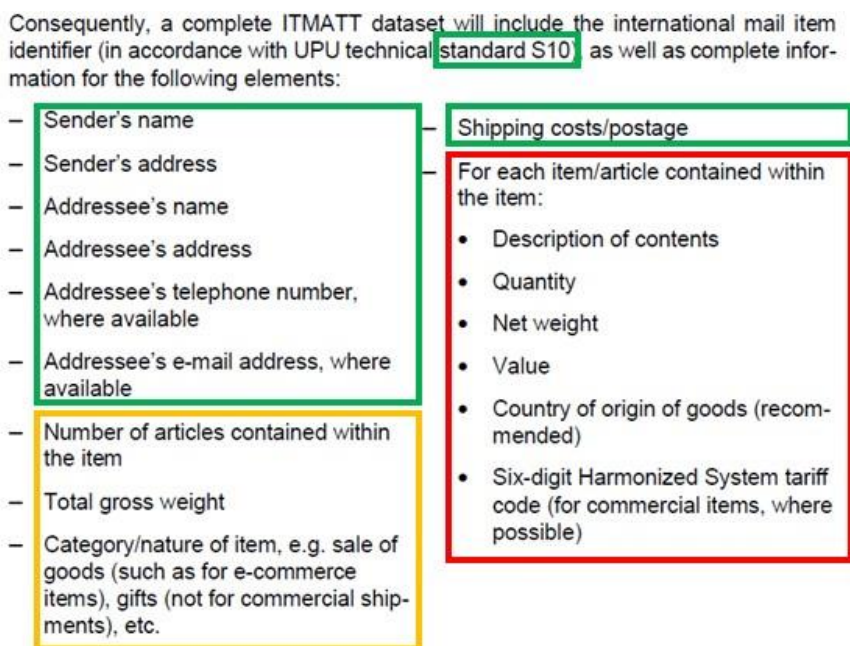 Consequently, a complete ITMATT dataset will include the international mail item
identifier (in accordance with UPU technical standard S10), as well as complete infor-
mation for the following elements:
– Sender's name
– Sender's address
– Addressee's name
– Addressee's address
– Addressee's telephone number,
where available
– Addressee's e-mail address, where
available
– Number of articles contained within
the item
– Total gross weight
– Category/nature of item, e.g. sale of
goods (such as for e-commerce
items), gifts (not for commercial ship-
ments), etc.
– Shipping costs/postage
– For each item/article contained within
the item:
• Description of contents
• Quantity
• Net weight
• Value
• Country of origin of goods (recom-
mended)
• Six-digit Harmonized System tariff
code (for commercial items, where
possible)